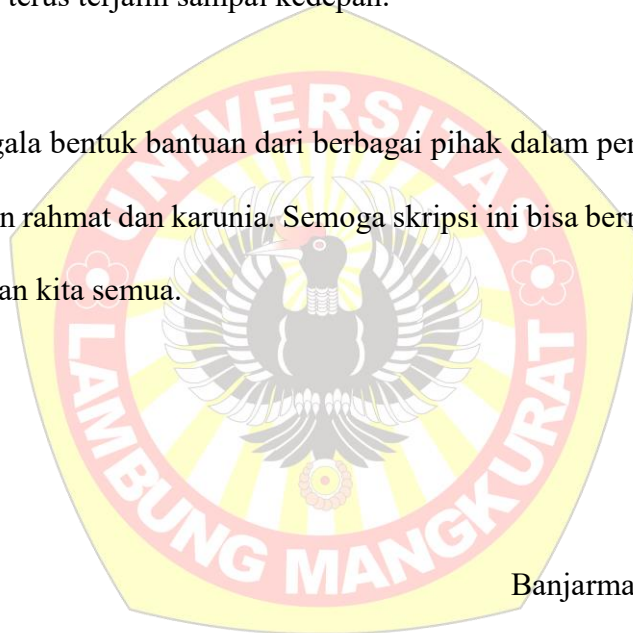 terus terjalin sampai kedepan.
gala bentuk bantuan dari berbagai pihak dalam per
n rahmat dan karunia. Semoga skripsi ini bisa ber
an kita semua.
UNIVERSITAS
LAMBUNG MANGKURAT
Banjarma